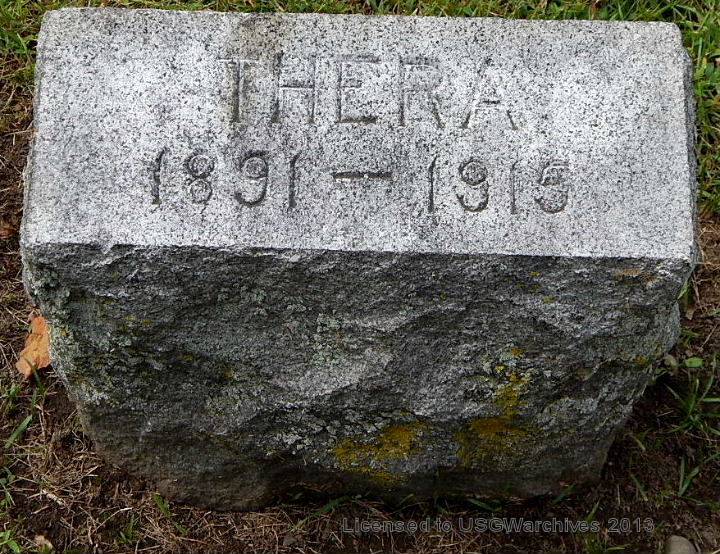 THERA
1891 — 1915
Licensed to USGWarchives 2013